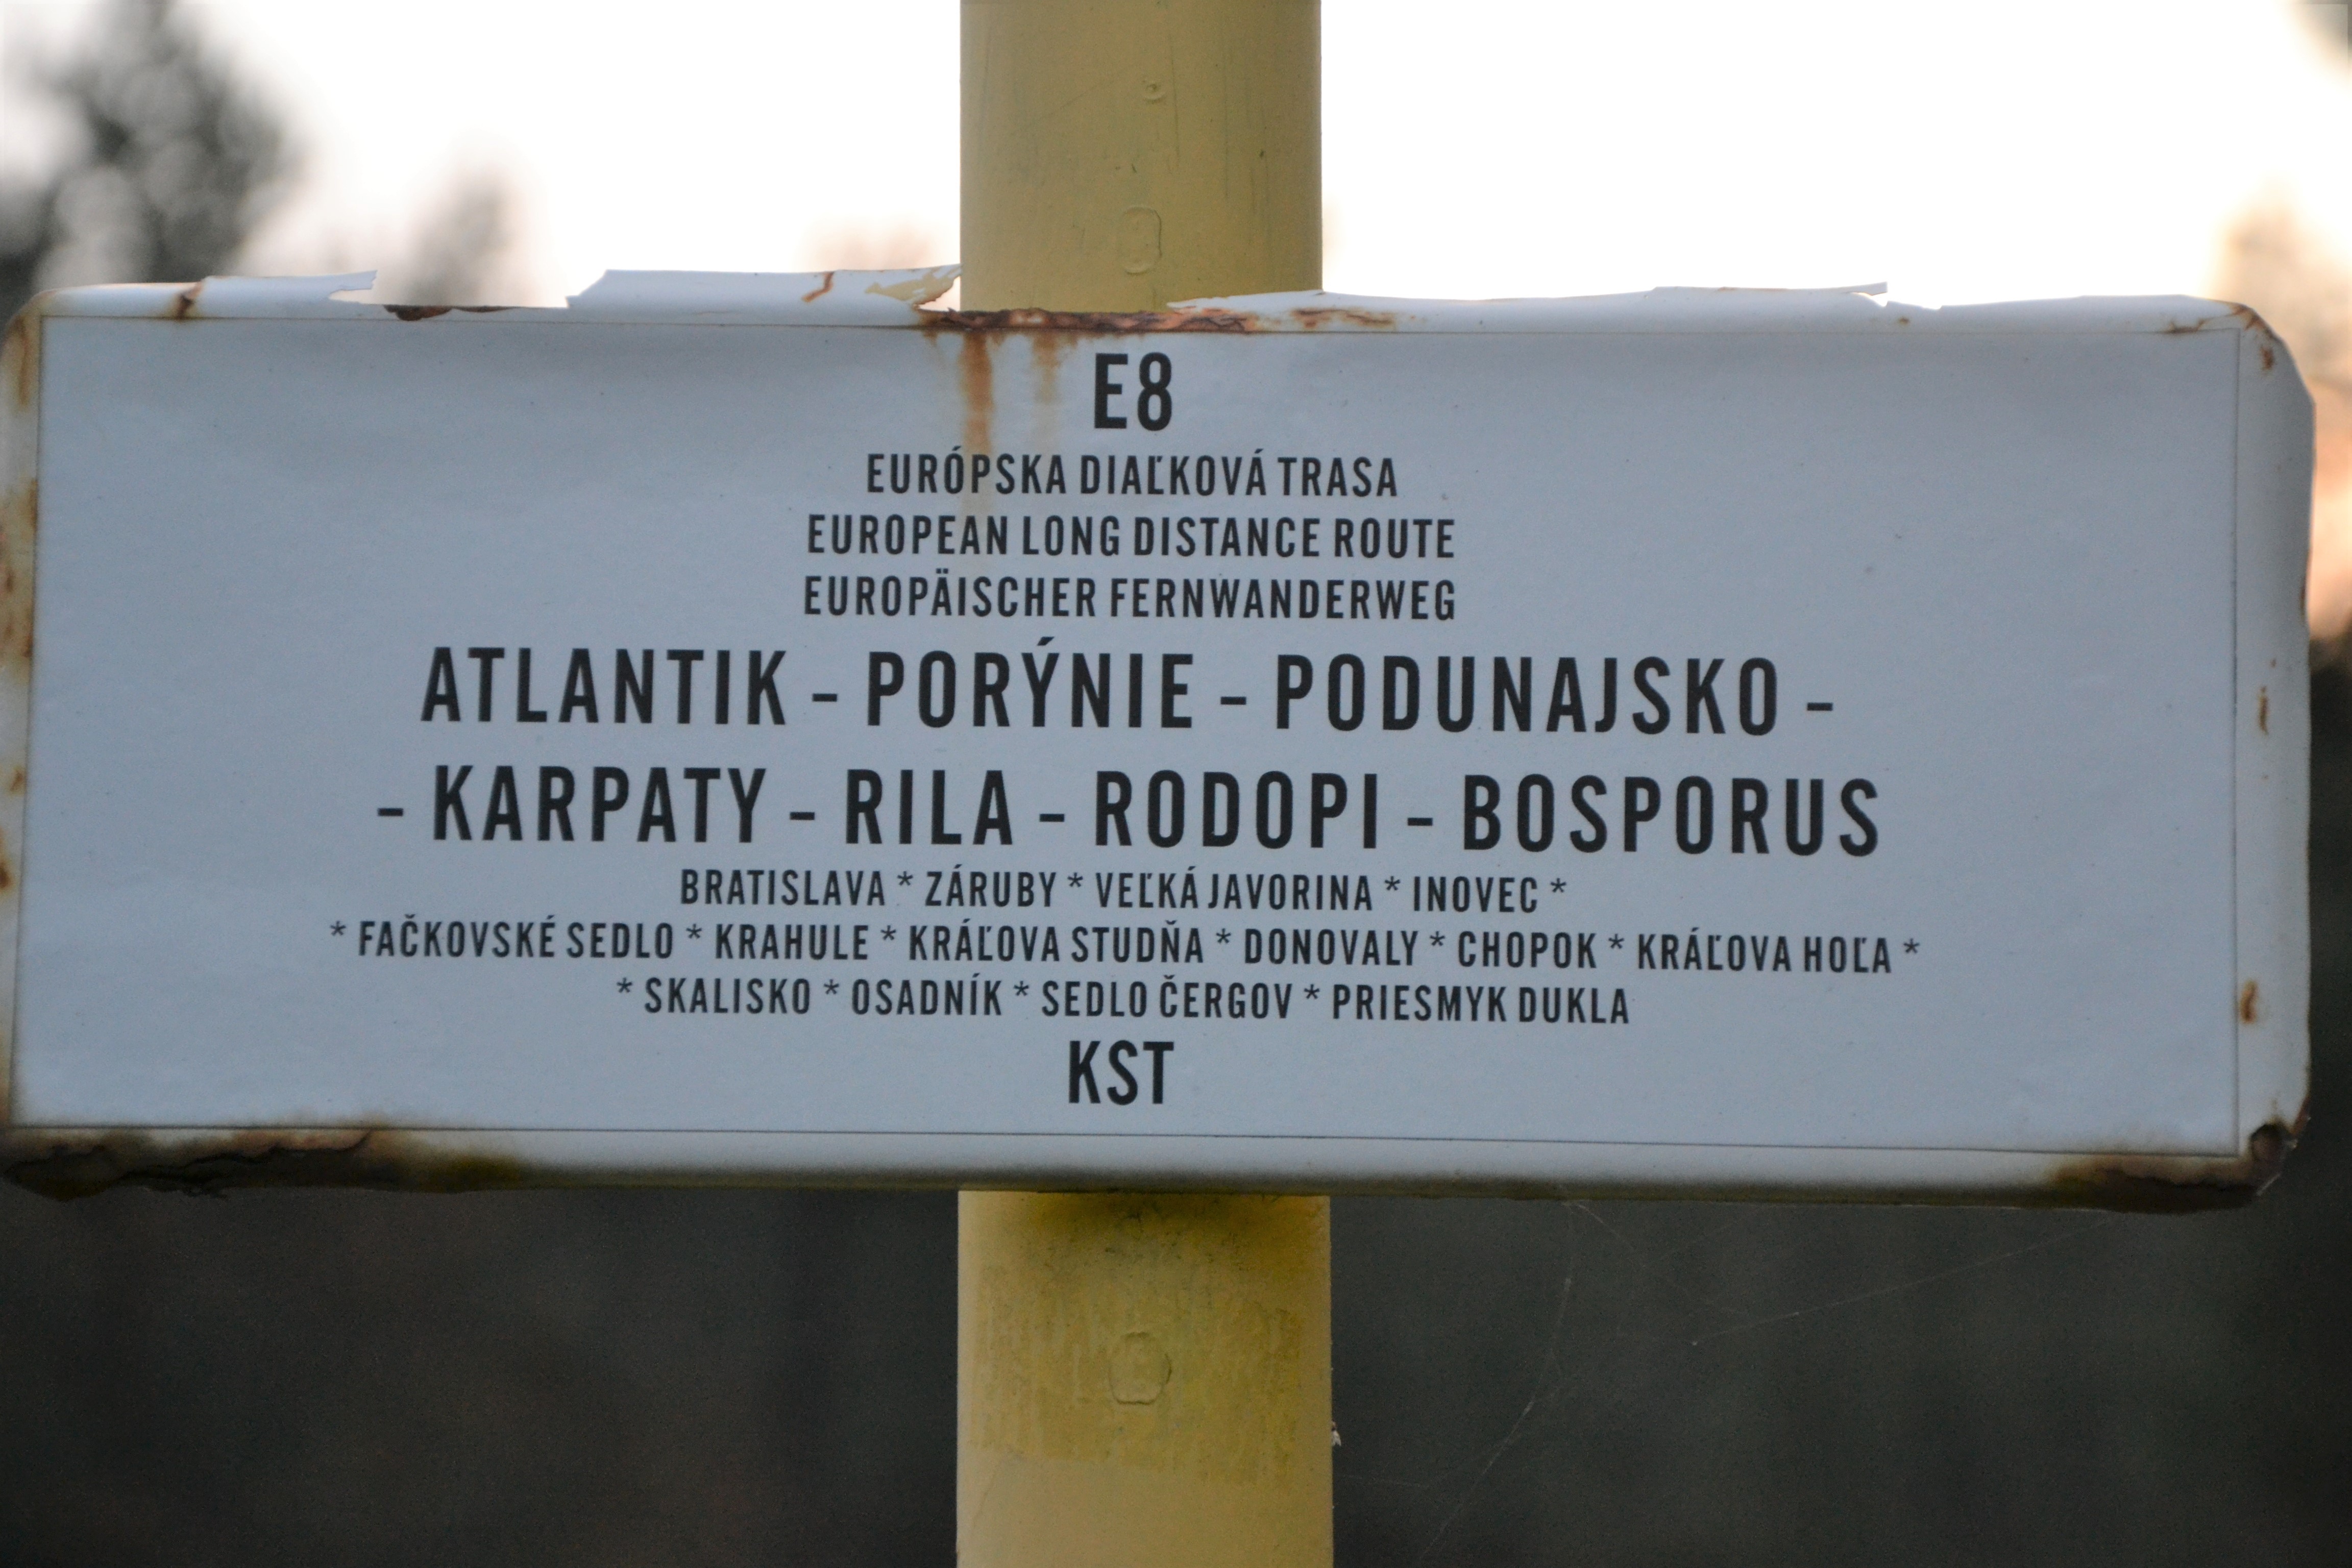 E8
EURÓPSKA DIAĽKOVÁ TRASA
EUROPEAN LONG DISTANCE ROUTE
EUROPÄISCHER FERNWANDERWEG
ATLANTIK – PORÝNIE – PODUNAJSKO –
– KARPATY – RILA – RODOPI – BOSPORUS
BRATISLAVA * ZÁRUBY * VEĽKÁ JAVORINA * INOVEC *
* FAČKOVSKÉ SEDLO * KRAHULE * KRÁĽOVA STUDŇA * DONOVALY * CHOPOK * KRÁĽOVA HOĽA *
* SKALISKO * OSADNÍK * SEDLO ČERGOV * PRIESMYK DUKLA
KST